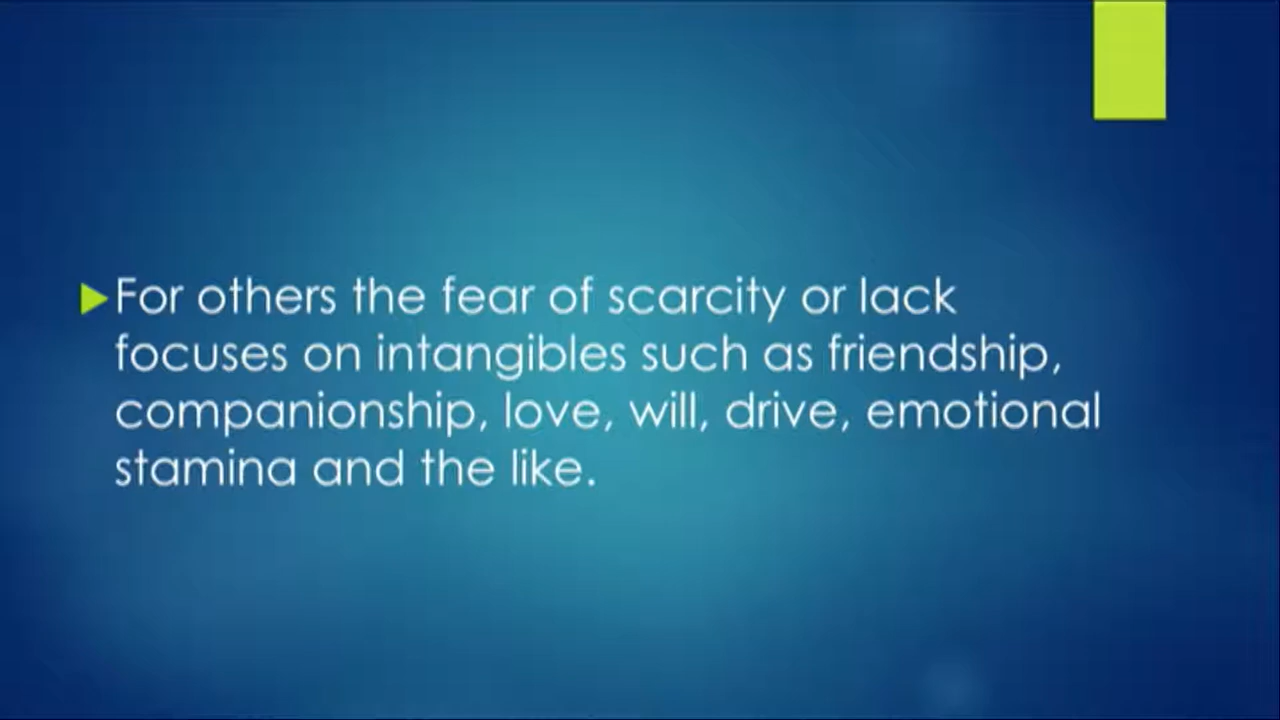 For others the fear of scarcity or lack
focuses on intangibles such as friendship,
companionship, love, will, drive, emotional
stamina and the like.